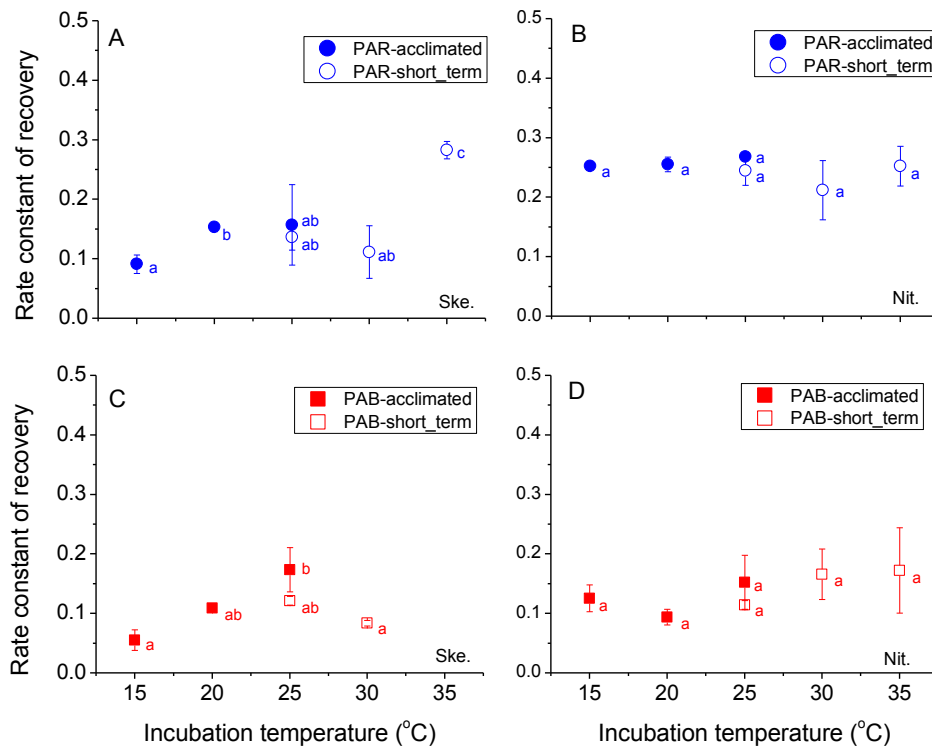 A
PAR-acclimated
PAR-short_term
0.5
0.4
0.3
0.2
0.1
0.0
Rate constant of recovery
a
b
ab
ab
ab
c
Ske.
B
PAR-acclimated
PAR-short_term
0.5
0.4
0.3
0.2
0.1
0.0
a
a
a
a
a
a
Nit.
C
PAB-acclimated
PAB-short_term
0.5
0.4
0.3
0.2
0.1
0.0
Rate constant of recovery
a
ab
b
ab
a
Ske.
15 20 25 30 35
Incubation temperature (°C)
D
PAB-acclimated
PAB-short_term
0.5
0.4
0.3
0.2
0.1
0.0
a
a
a
a
a
a
Nit.
15 20 25 30 35
Incubation temperature (°C)